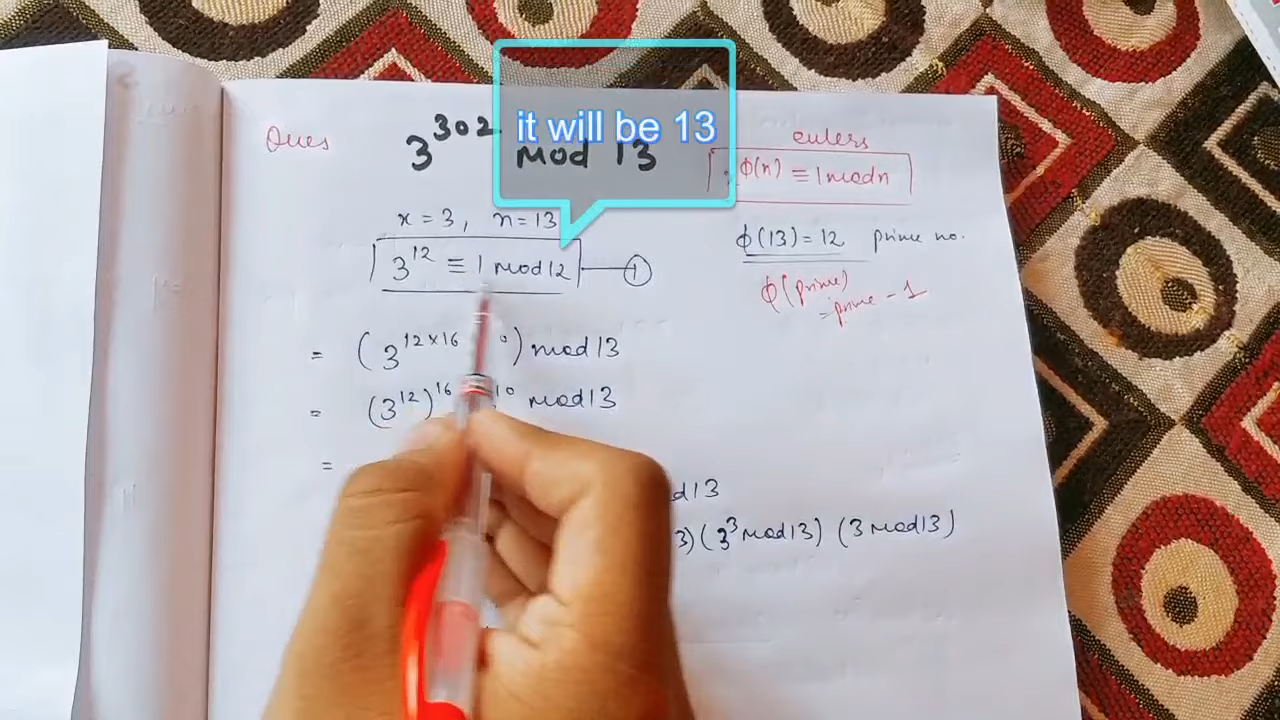 it will be 13
Ques 3^302 mod 13
eulers
ϕ(n) ≡ 1 mod n
x = 3, n = 13
ϕ(13) = 12 prime no.
3^12 ≡ 1 mod 12 —①
ϕ(prime)
= prime - 1
= (3^12×16 ) mod 13
= (3^12)^16 10 mod 13
=
d 13
3) (3^3 mod 13) (3 mod 13)